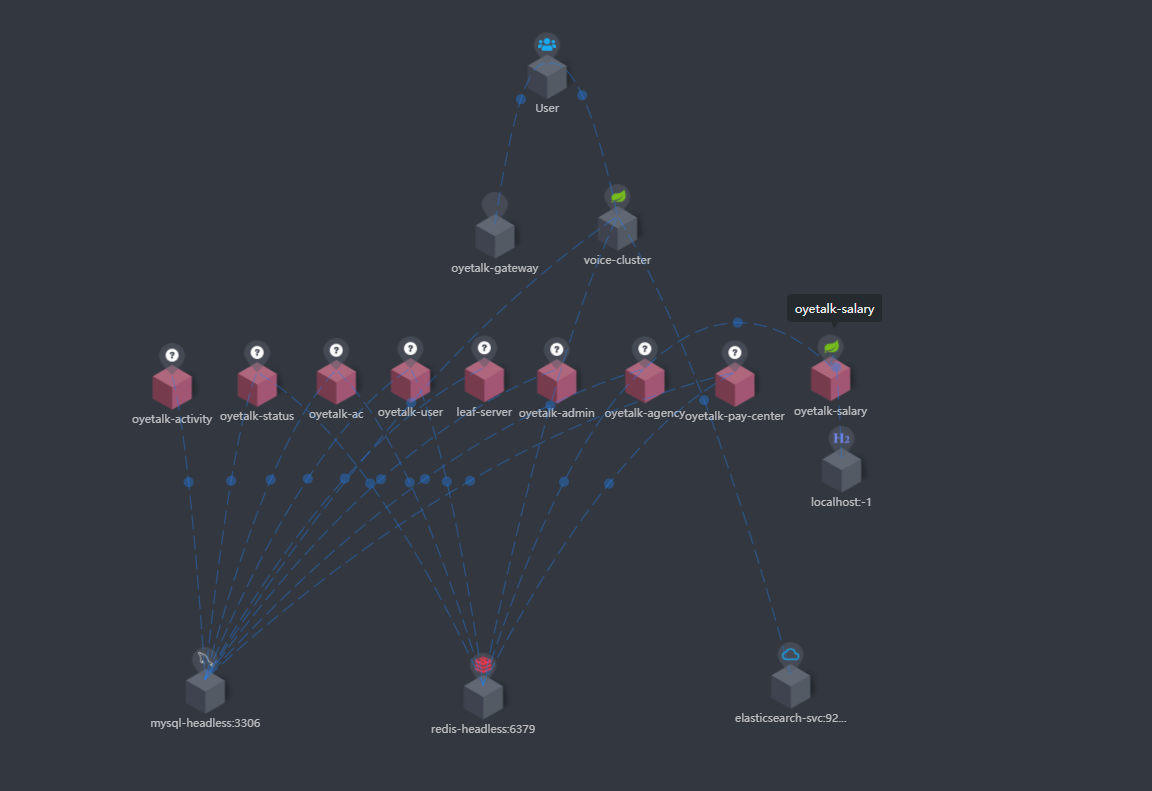 User
oyetalk-gateway
voice-cluster
oyetalk-salary
?
?
?
?
?
?
?
?
oyetalk-activity
oyetalk-status
oyetalk-ac
oyetalk-user
leaf-server
oyetalk-admin
oyetalk-agency
oyetalk-pay-center
oyetalk-salary
H2
localhost:-1
mysql-headless:3306
redis-headless:6379
elasticsearch-svc:92...